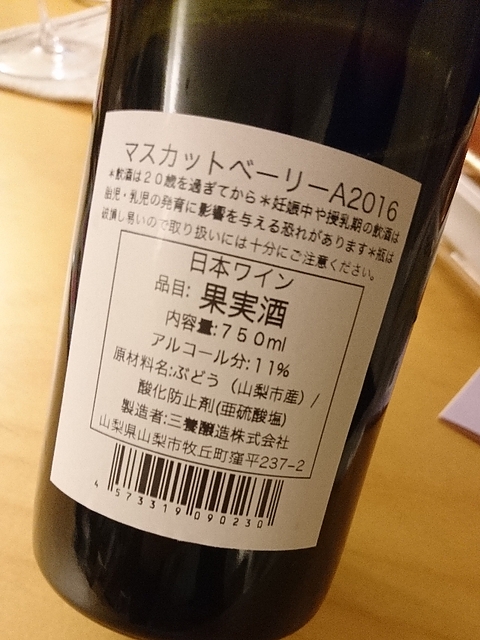 マスカットベーリーA2016
*飲酒は20歳を過ぎてから*妊娠中や授乳期の飲酒は
胎児・乳児の発育に影響を与える恐れがあります*瓶は
破損し易いので取り扱いには十分にご注意ください。
日本ワイン
品目: 果実酒
内容量:750ml
アルコール分:11%
原材料名:ぶどう(山梨市産)/
酸化防止剤(亜硫酸塩)
製造者:三養醸造株式会社
山梨県山梨市牧丘町窪平237-2
4573319090230